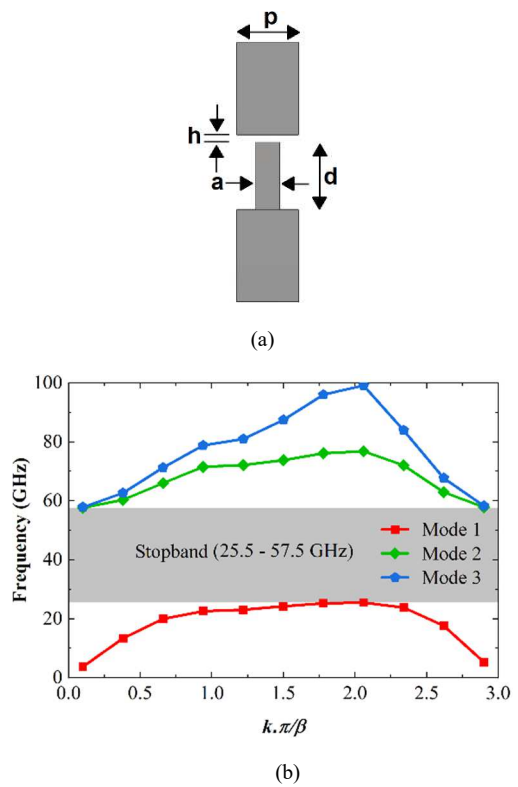 p
h
a
d
(a)
100
80
60
40
20
0
Frequency (GHz)
Stopband (25.5 - 57.5 GHz)
Mode 1
Mode 2
Mode 3
0.0 0.5 1.0 1.5 2.0 2.5 3.0
k.π/β
(b)